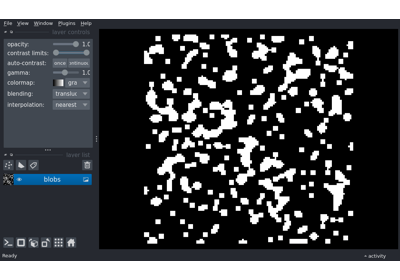 File View Window Plugins Help
layer controls
opacity: 1.0
contrast limits:
auto-contrast: once
gamma: 1.0
colormap: gra
blending: translu
interpolation: nearest
layer list
blobs
Ready
activity